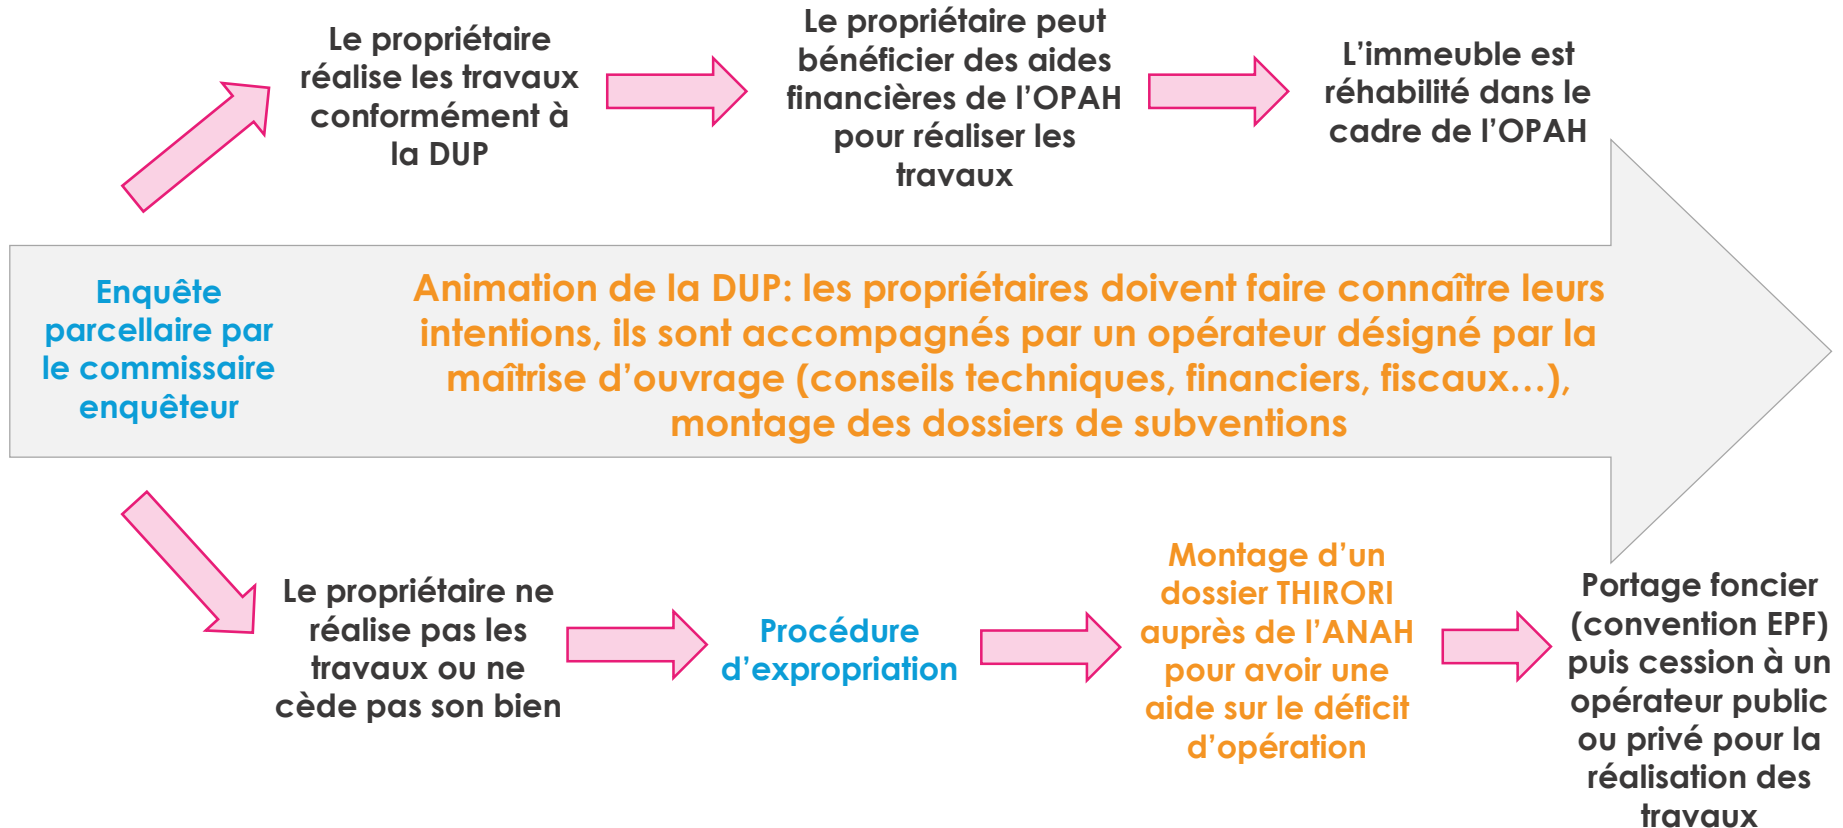 Le propriétaire
réalise les travaux
conformément à
la DUP
Le propriétaire peut
bénéficier des aides
financières de l’OPAH
pour réaliser les
travaux
L’immeuble est
réhabilité dans le
cadre de l’OPAH
Enquête
parcellaire par
le commissaire
enquêteur
Animation de la DUP: les propriétaires doivent faire connaître leurs
intentions, ils sont accompagnés par un opérateur désigné par la
maîtrise d’ouvrage (conseils techniques, financiers, fiscaux…),
montage des dossiers de subventions
Le propriétaire ne
réalise pas les
travaux ou ne
cède pas son bien
Procédure
d’expropriation
Montage d’un
dossier THIRORI
auprès de l’ANAH
pour avoir une
aide sur le déficit
d’opération
Portage foncier
(convention EPF)
puis cession à un
opérateur public
ou privé pour la
réalisation des
travaux